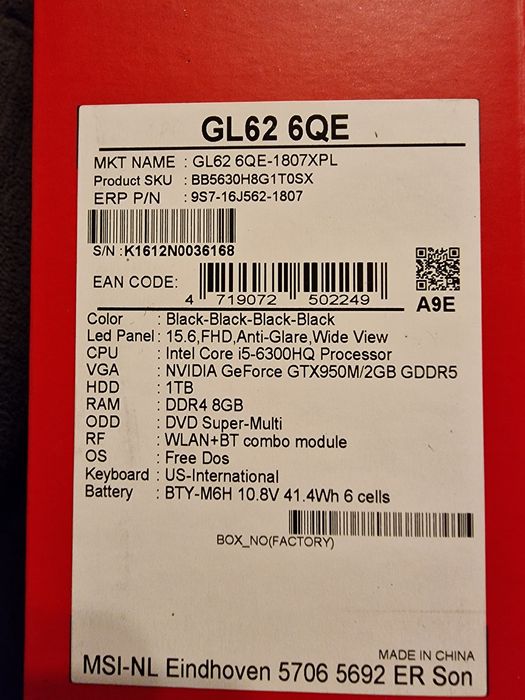 GL62 6QE
MKT NAME : GL62 6QE-1807XPL
Product SKU : BB5630H8G1T0SX
ERP P/N : 9S7-16J562-1807
S/N :K1612N0036168
EAN CODE:
4 719072 502249
A9E
Color : Black-Black-Black-Black
Led Panel : 15.6,FHD,Anti-Glare,Wide View
CPU : Intel Core i5-6300HQ Processor
VGA : NVIDIA GeForce GTX950M/2GB GDDR5
HDD : 1TB
RAM : DDR4 8GB
ODD : DVD Super-Multi
RF : WLAN+BT combo module
OS : Free Dos
Keyboard : US-International
Battery : BTY-M6H 10.8V 41.4Wh 6 cells
BOX_NO(FACTORY)
MADE IN CHINA
MSI-NL Eindhoven 5706 5692 ER Son